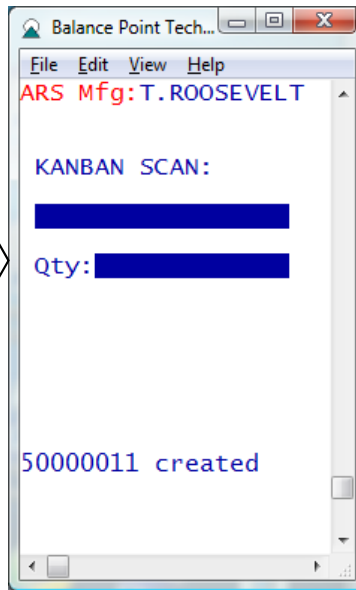 Balance Point Tech...
File Edit View Help
ARS Mfg:T.ROOSEVELT
KANBAN SCAN:
Qty:
50000011 created